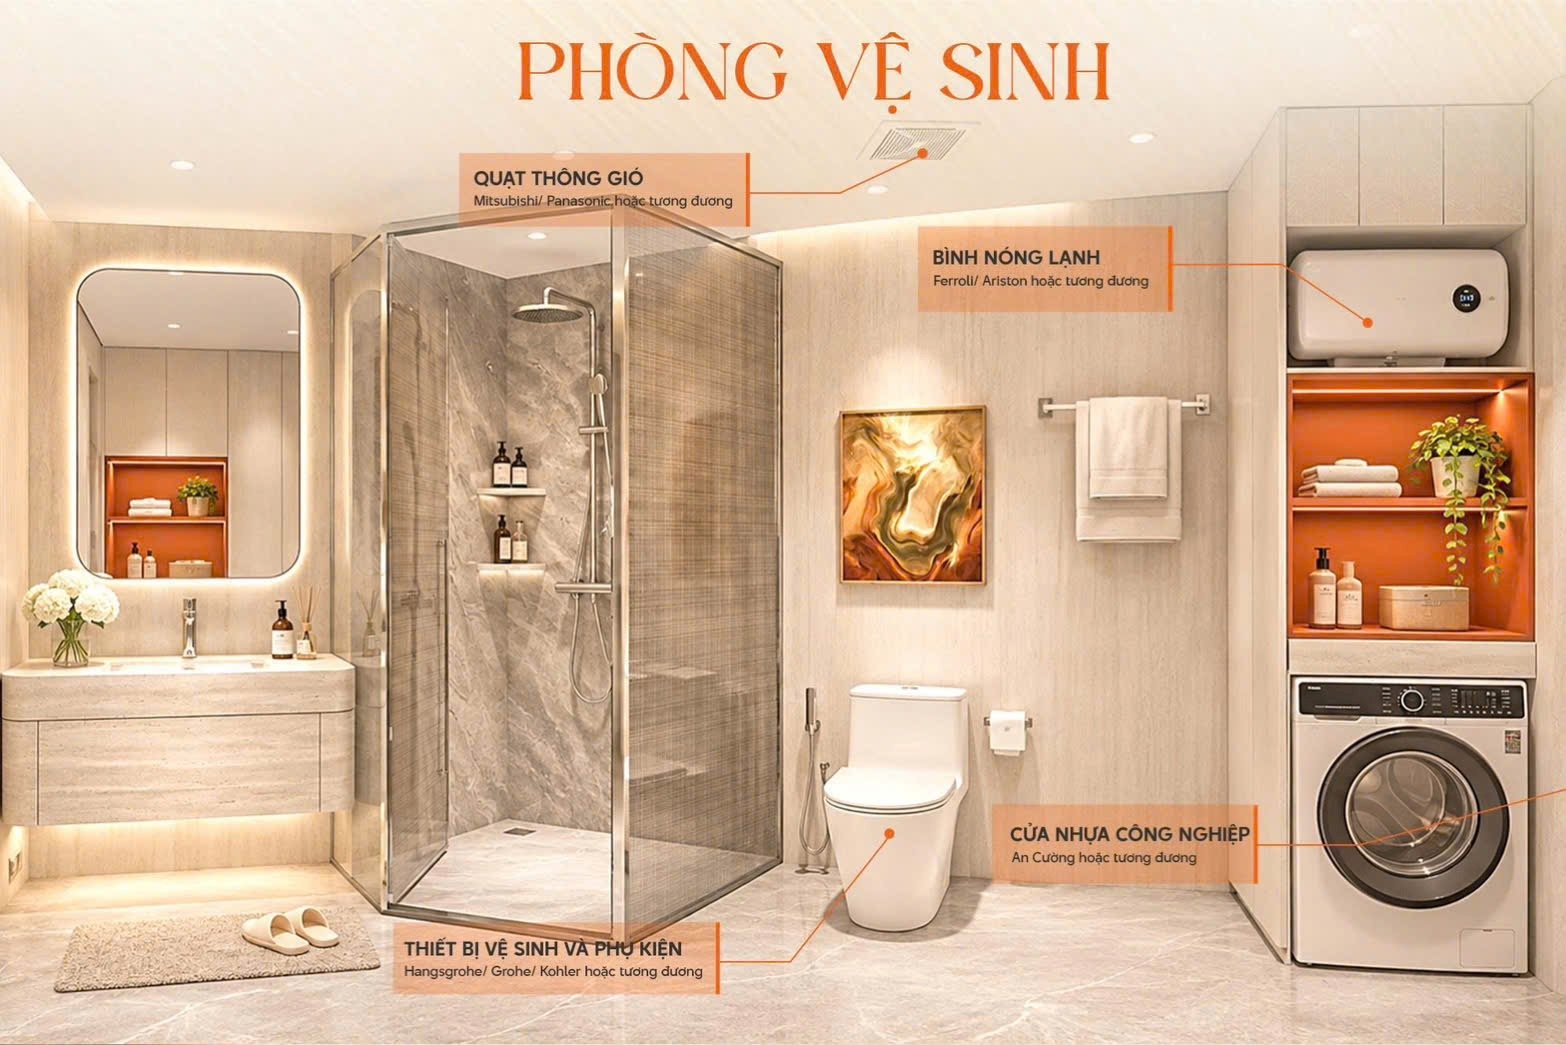 PHÒNG VỆ SINH
QUẠT THÔNG GIÓ
Mitsubishi/ Panasonic, hoặc tương đương
BÌNH NÓNG LẠNH
Ferroli/ Ariston hoặc tương đương
CỬA NHỰA CÔNG NGHIỆP
An Cường hoặc tương đương
THIẾT BỊ VỆ SINH VÀ PHỤ KIỆN
Hangsgrohe/ Grohe/ Kohler hoặc tương đương